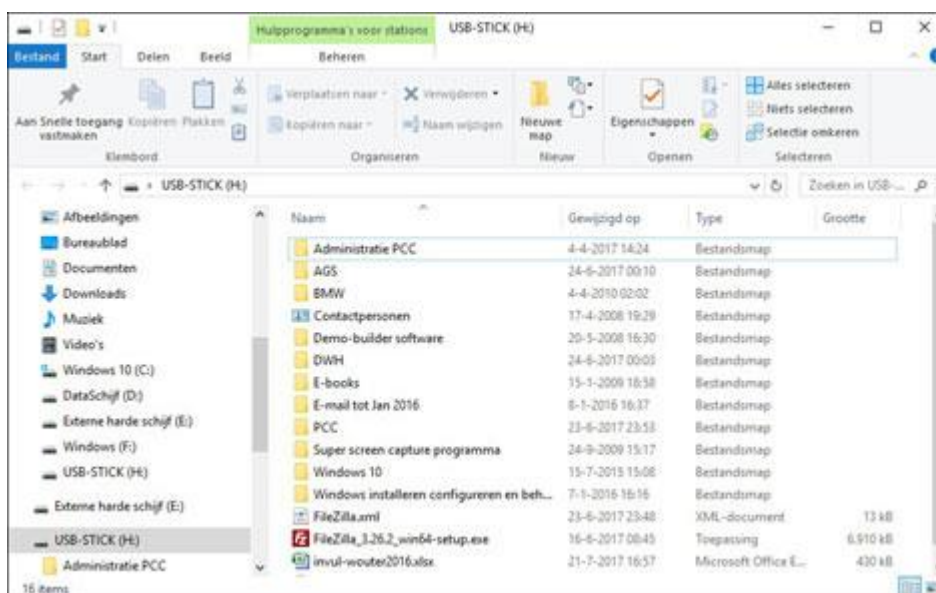 Hulpprogramma's voor stations USB-STICK (H:)
Bestand Start Delen Beeld Beheren
Aan Snelle toegang vastmaken
Kopiëren
Plakken
Klembord
Verplaatsen naar
Kopiëren naar
Verwijderen
Naam wijzigen
Organiseren
Nieuwe map
Nieuw
Eigenschappen
Openen
Alles selecteren
Niets selecteren
Selectie omkeren
Selecteren
USB-STICK (H:)
Zoeken in USB-...
Afbeeldingen
Bureaublad
Documenten
Downloads
Muziek
Video's
Windows 10 (C:)
DataSchijf (D:)
Externe harde schijf (E:)
Windows (F:)
USB-STICK (H:)
Externe harde schijf (E:)
USB-STICK (H:)
Administratie PCC
Naam Gewijzigd op Type Grootte
Administratie PCC 4-4-2017 14:24 Bestandsmap
AGS 24-6-2017 00:10 Bestandsmap
BMW 4-4-2010 02:02 Bestandsmap
Contactpersonen 17-4-2008 19:29 Bestandsmap
Demo-builder software 20-5-2008 16:30 Bestandsmap
DWH 24-6-2017 00:03 Bestandsmap
E-books 15-1-2009 18:58 Bestandsmap
E-mail tot Jan 2016 8-1-2016 16:37 Bestandsmap
PCC 23-6-2017 23:53 Bestandsmap
Super screen capture programma 24-9-2009 15:17 Bestandsmap
Windows 10 15-7-2015 15:08 Bestandsmap
Windows installeren configureren en beh... 7-1-2016 16:16 Bestandsmap
FileZilla.xml 23-6-2017 23:48 XML-document 13 kB
FileZilla_3.26.2_win64-setup.exe 16-6-2017 08:45 Toepassing 6.910 kB
invul-wouter2016.xlsx 21-7-2017 16:57 Microsoft Office E... 430 kB
16 items